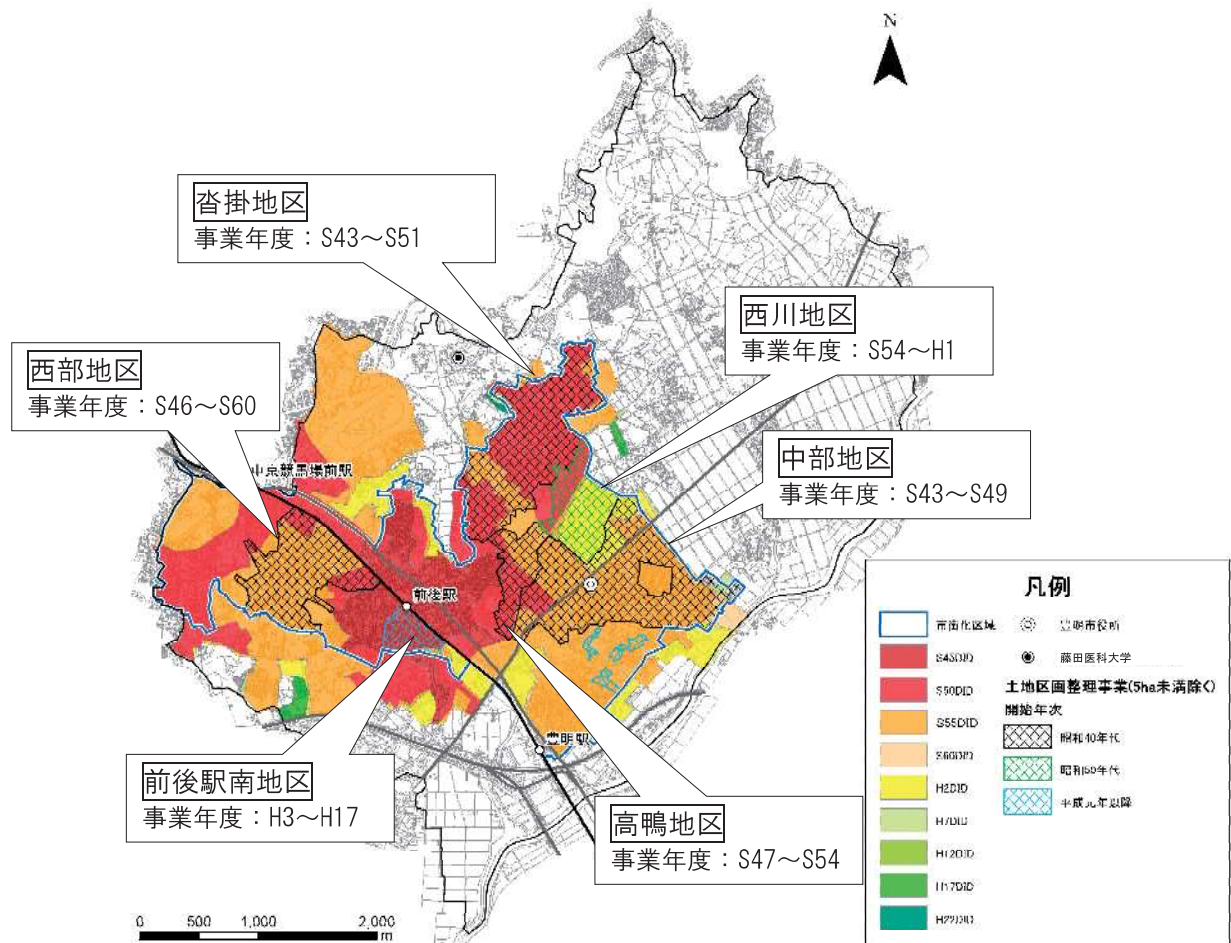 N
沓掛地区
事業年度：S43～S51
西川地区
事業年度：S54～H1
西部地区
事業年度：S46～S60
中部地区
事業年度：S43～S49
中京競馬場前駅
前後駅
豊明駅
前後駅南地区
事業年度：H3～H17
高鴨地区
事業年度：S47～S54
凡例
市街化区域
豊明市役所
S45DID
藤田医科大学
S50DID
土地区画整理事業(5ha未満除く)
開始年次
S55DID
昭和40年代
S60DID
昭和50年代
H2DID
平成元年以降
H7DID
H12DID
H17DID
H22DID
0 500 1,000 2,000
m